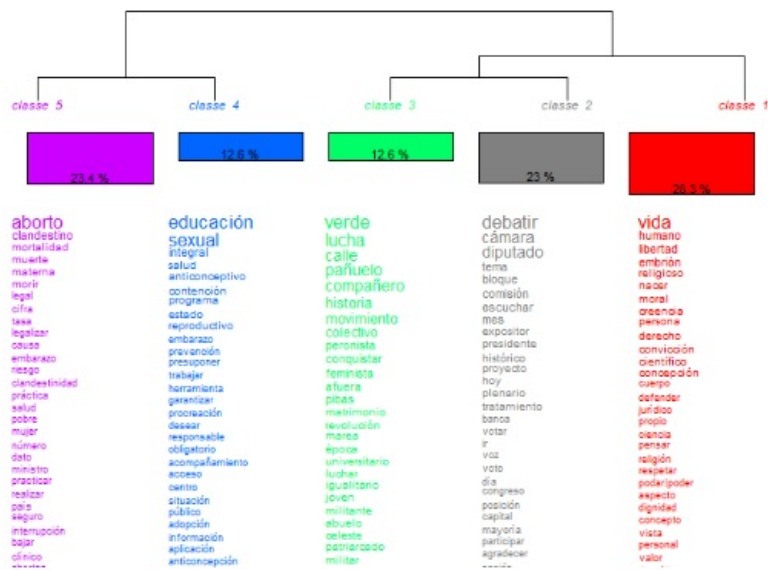 classe 5
classe 4
classe 3
classe 2
classe 1
23.4 %
12.6 %
12.6 %
23 %
28.3 %
aborto
clandestino
mortalidad
muerte
materna
morir
legal
cifra
tasa
legalizar
causa
embarazo
riesgo
clandestinidad
práctica
salud
pobre
mujer
número
dato
ministro
practicar
realizar
país
seguro
interrupción
bajar
clínico
educación
sexual
integral
salud
anticonceptivo
contención
programa
estado
reproductivo
embarazo
prevención
presuponer
trabajar
herramienta
garantizar
procreación
desear
responsable
obligatorio
acompañamiento
acceso
centro
situación
público
adopción
información
aplicación
anticoncepción
verde
lucha
calle
pañuelo
compañero
historia
movimiento
colectivo
peronista
conquistar
feminista
afuera
pibas
matrimonio
revolución
marea
época
universitario
luchar
igualitario
joven
militante
abuelo
celeste
patriarcado
militar
debatir
cámara
diputado
tema
bloque
comisión
escuchar
mes
expositor
presidente
histórico
proyecto
hoy
plenario
tratamiento
banca
votar
ir
voz
voto
día
congreso
posición
capital
mayoría
participar
agradecer
vida
humano
libertad
embrión
religioso
nacer
moral
creencia
persona
derecho
convicción
científico
concepción
cuerpo
defender
jurídico
propio
ciencia
pensar
religión
respetar
podar|poder
aspecto
dignidad
concepto
vista
personal
valor